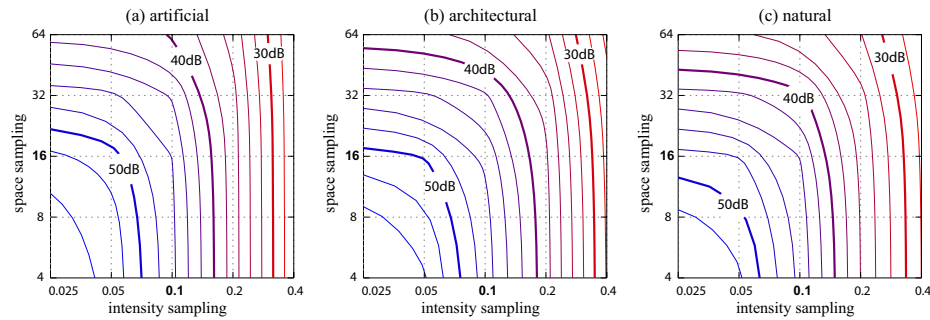 (a) artificial
(b) architectural
(c) natural
64
32
16
8
4
space sampling
40dB
30dB
50dB
0.025
0.05
0.1
0.2
0.4
intensity sampling
64
32
16
8
4
space sampling
40dB
30dB
50dB
0.025
0.05
0.1
0.2
0.4
intensity sampling
64
32
16
8
4
space sampling
30dB
40dB
50dB
0.025
0.05
0.1
0.2
0.4
intensity sampling